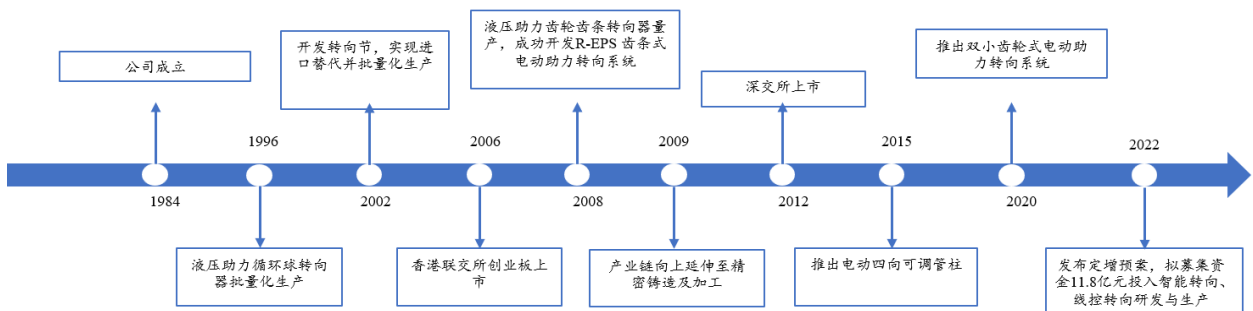 公司成立
开发转向节，实现进
口替代并批量化生产
液压助力齿轮齿条转向器量
产，成功开发R-EPS 齿条式
电动助力转向系统
深交所上市
推出双小齿轮式电动助
力转向系统
1996
2006
2009
2015
2022
1984
2002
2008
2012
2020
液压助力循环球转向
器批量化生产
香港联交所创业板上
市
产业链向上延伸至精
密铸造及加工
推出电动四向可调管柱
发布定增预案，拟募集资
金11.8亿元投入智能转向、
线控转向研发与生产